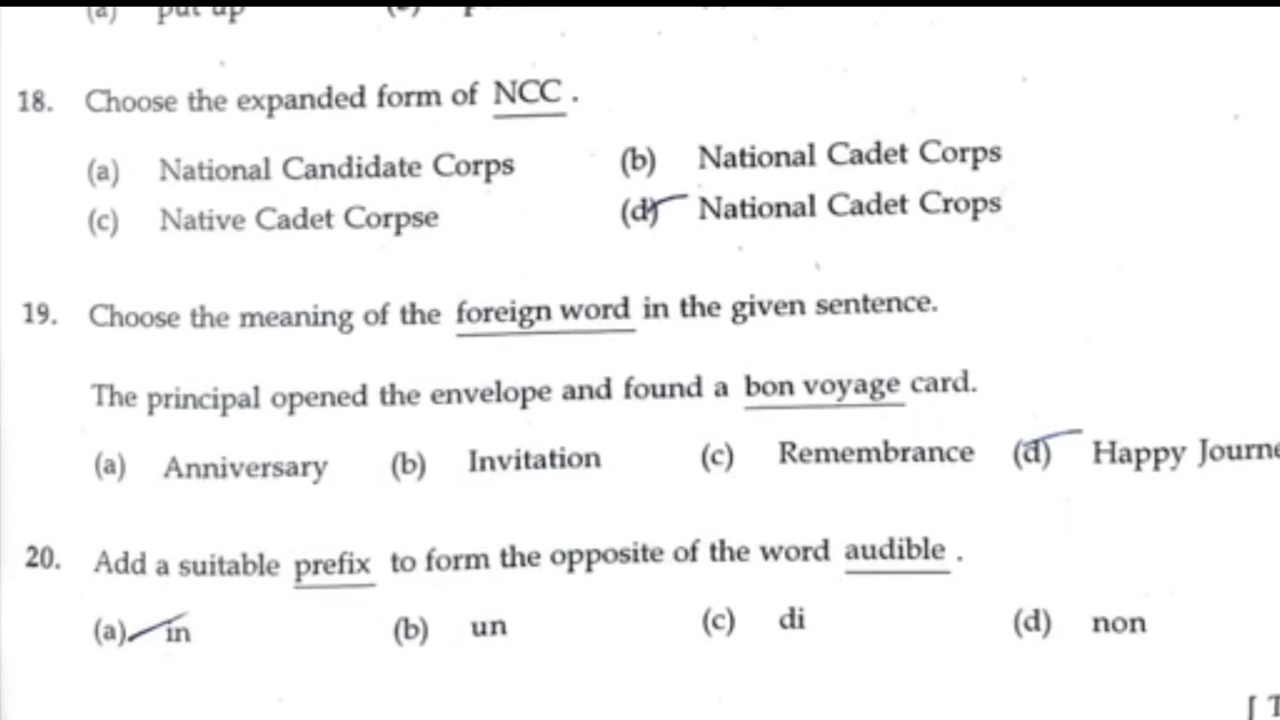 (a) put up
18. Choose the expanded form of NCC .
(a) National Candidate Corps (b) National Cadet Corps
(c) Native Cadet Corpse (d) National Cadet Crops
19. Choose the meaning of the foreign word in the given sentence.
The principal opened the envelope and found a bon voyage card.
(a) Anniversary (b) Invitation (c) Remembrance (d) Happy Journe
20. Add a suitable prefix to form the opposite of the word audible .
(a) in (b) un (c) di (d) non